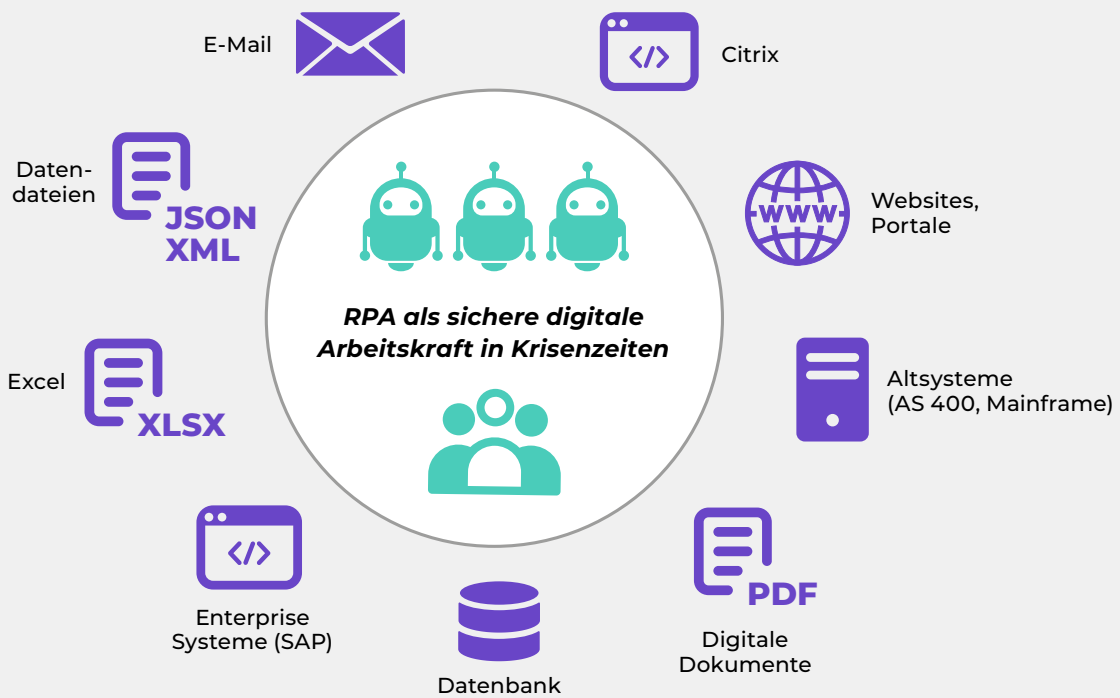 E-Mail
</>
Citrix
Daten-
dateien
JSON
XML
WWW
Websites,
Portale
RPA als sichere digitale
Arbeitskraft in Krisenzeiten
Excel
XLSX
Altsysteme
(AS 400, Mainframe)
</>
Enterprise
Systeme (SAP)
Datenbank
PDF
Digitale
Dokumente